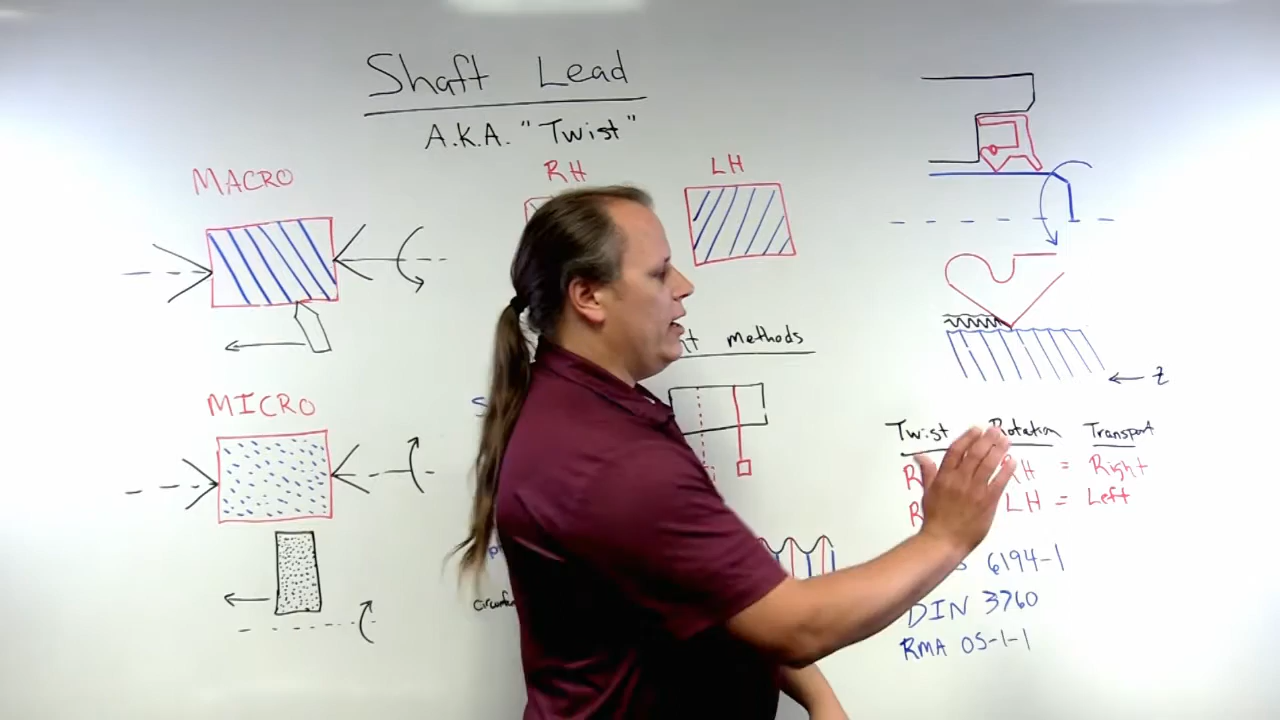 Shaft Lead
A.K.A. "Twist"
MACRO
RH
LH
methods
MICRO
z
Twist Rotation Transport
RH = Right
LH = Left
6194-1
DIN 3760
RMA OS-1-1